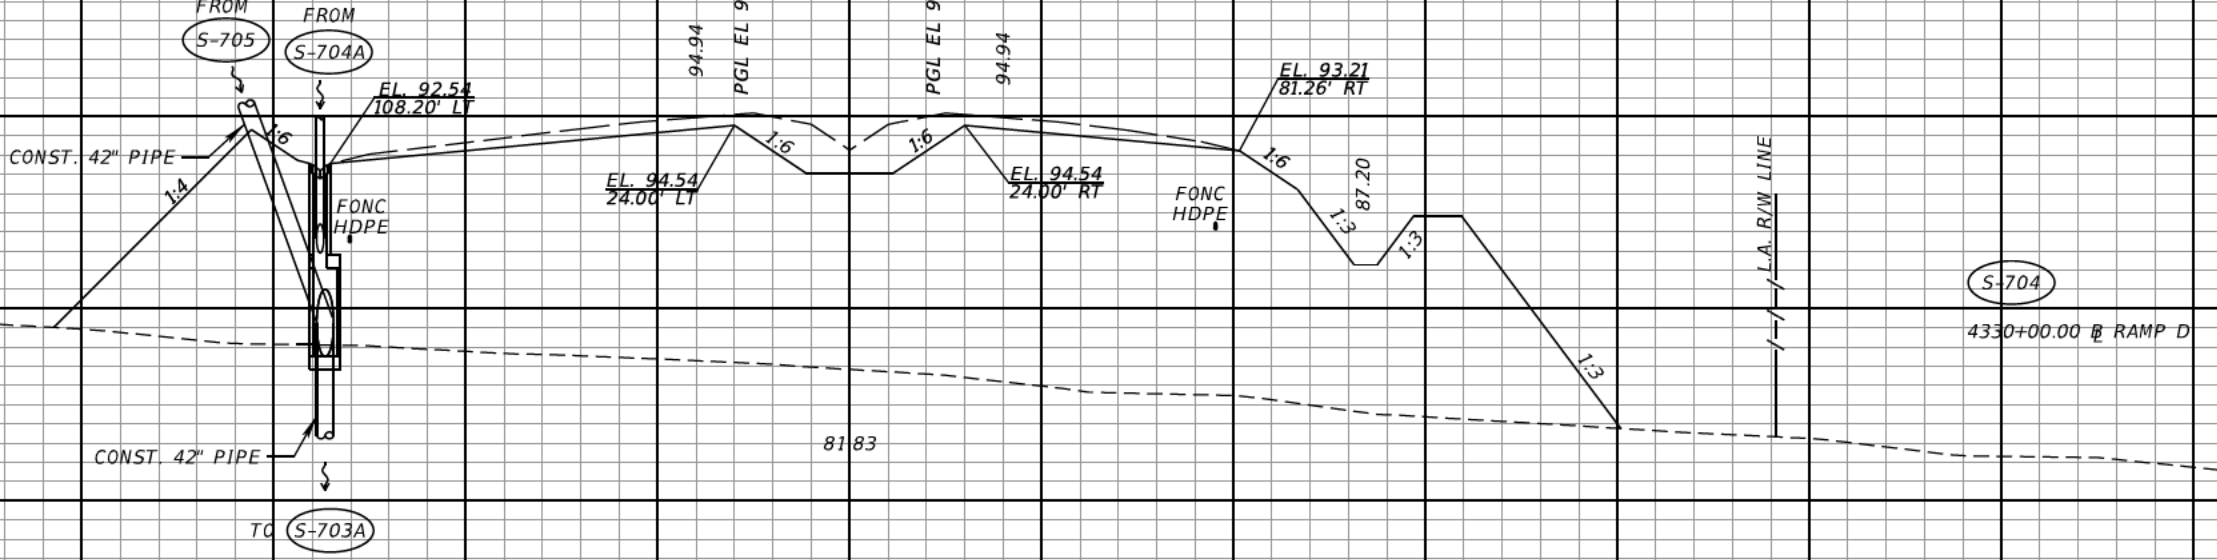 FROM
S-705
FROM
S-704A
94.94
PGL EL 9
PGL EL 9
94.94
EL. 92.54
108.20' LT
EL. 93.21
81.26' RT
CONST. 42" PIPE
1:6
1:4
1:6
1:6
EL. 94.54
24.00' LT
EL. 94.54
24.00' RT
1:6
FONC
HDPE
FONC
HDPE
87.20
1:3
1:3
L.A. R/W LINE
S-704
4330+00.00 BL RAMP D
1:3
81.83
CONST. 42" PIPE
TO S-703A